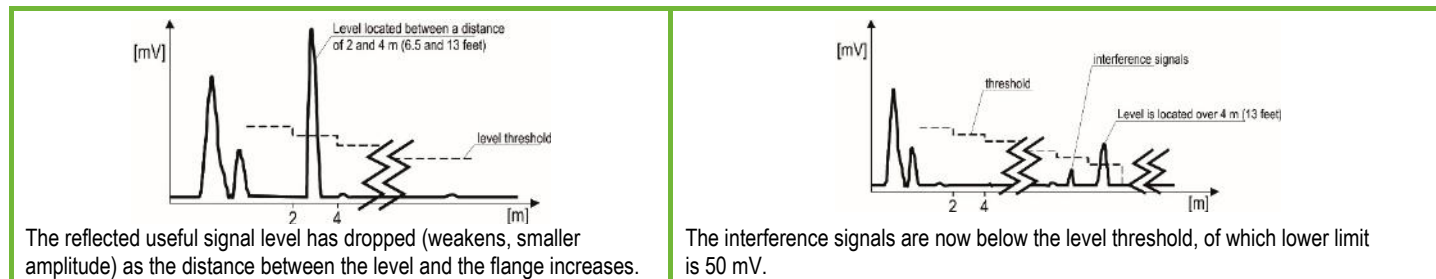 [mV]
Level located between a distance
of 2 and 4 m (6.5 and 13 feet)
level threshold
2
4
[m]
The reflected useful signal level has dropped (weakens, smaller
amplitude) as the distance between the level and the flange increases.
[mV]
interference signals
threshold
Level is located over 4 m (13 feet)
2
4
[m]
The interference signals are now below the level threshold, of which lower limit
is 50 mV.